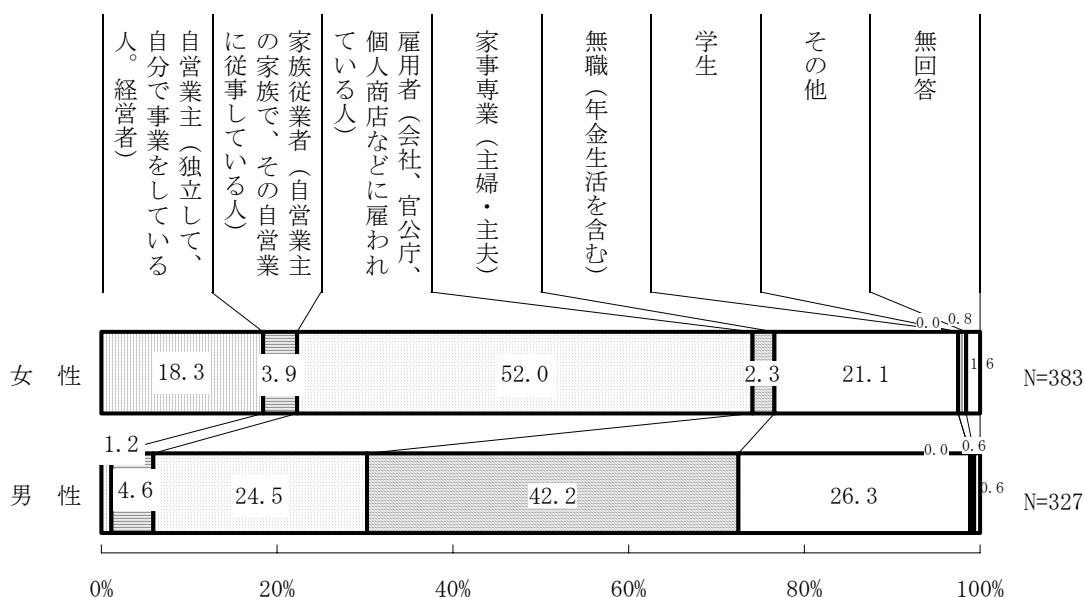 自営業主（独立して、
自分で事業をしている
人。経営者）
家族従業者（自営業主
の家族で、その自営業
に従事している人）
雇用者（会社、官公庁、
個人商店などに雇われ
ている人）
家事専業（主婦・主夫）
無職（年金生活を含む）
学生
その他
無回答
女 性 18.3 3.9 52.0 2.3 21.1 0.0 0.8 1.6 N=383
男 性 1.2 4.6 24.5 42.2 26.3 0.0 0.6 0.6 N=327
0% 20% 40% 60% 80% 100%